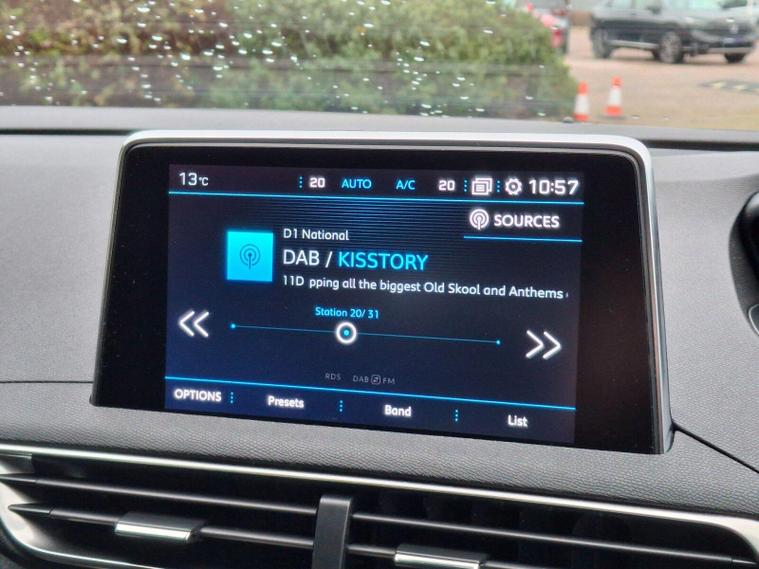 13°C 20 AUTO A/C 20 10:57
SOURCES
D1 National
DAB / KISSTORY
11D pping all the biggest Old Skool and Anthems
Station 20/ 31
RDS DAB FM
OPTIONS Presets Band List